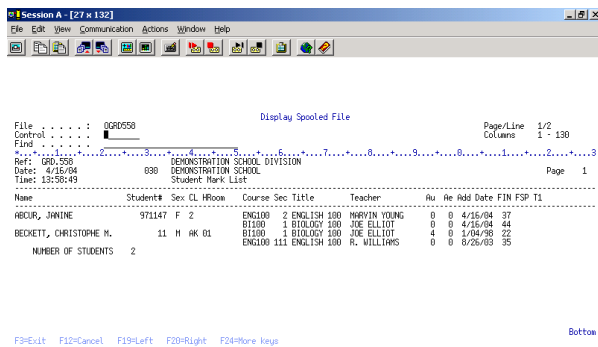 Session A - [27 x 132]
File Edit View Communication Actions Window Help
Display Spooled File
File . . . . . : 0GRD558 Page/Line 1/2
Control . . . . . Columns 1 - 130
Find . . . . . .
*...+....1....+....2....+....3....+....4....+....5....+....6....+....7....+....8....+....9....+....0....+....1....+....2....+....3
Ref: GRD.558 DEMONSTRATION SCHOOL DIVISION
Date: 4/16/04 030 DEMONSTRATION SCHOOL Page 1
Time: 13:58:49 Student Mark List
Name Student# Sex CL HRoom Course Sec Title Teacher Au Ae Add Date FIN FSP T1
ABCUR, JANINE 971147 F 2 ENG100 2 ENGLISH 100 MARVIN YOUNG 0 0 4/16/04 37
BI100 1 BIOLOGY 100 JOE ELLIOT 0 0 4/16/04 44
BECKETT, CHRISTOPHE M. 11 M AK 01 BI100 1 BIOLOGY 100 JOE ELLIOT 4 0 1/04/98 22
ENG100 111 ENGLISH 100 R. WILLIAMS 0 0 8/26/03 35
NUMBER OF STUDENTS 2
Bottom
F3=Exit F12=Cancel F19=Left F20=Right F24=More keys